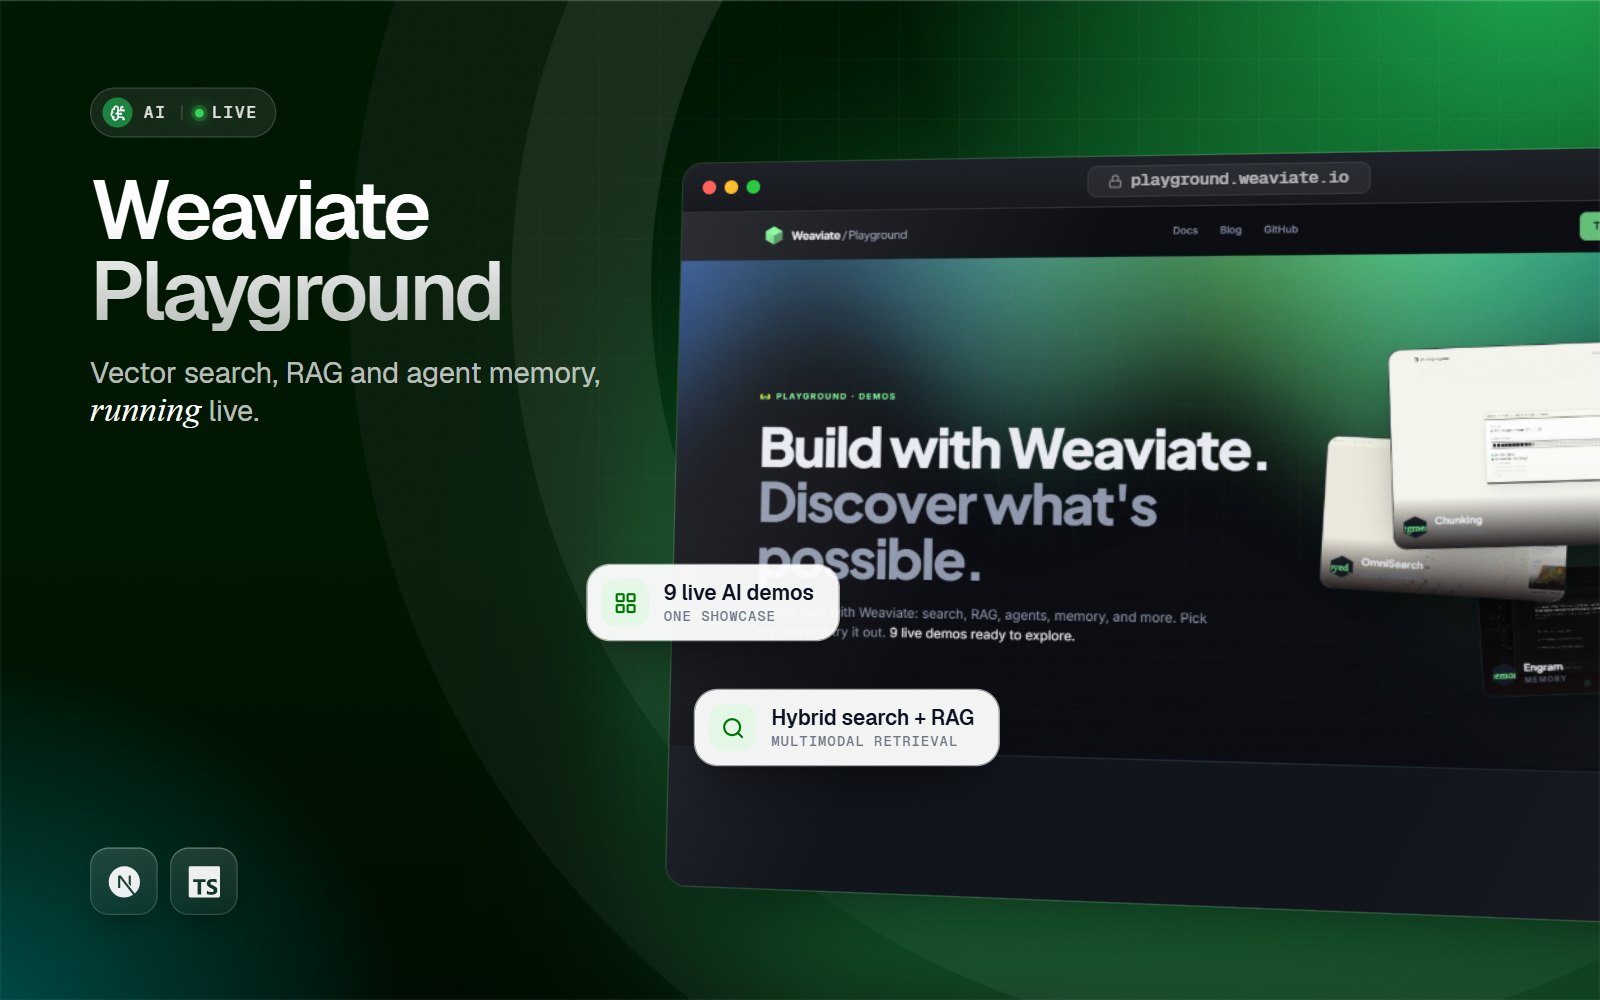 AI | LIVE
Weaviate
Playground
Vector search, RAG and agent memory,
running live.
playground.weaviate.io
Weaviate/Playground
Docs Blog GitHub
PLAYGROUND · DEMOS
Build with Weaviate.
Discover what's
possible.
with Weaviate: search, RAG, agents, memory, and more. Pick
try it out. 9 live demos ready to explore.
9 live AI demos
ONE SHOWCASE
Hybrid search + RAG
MULTIMODAL RETRIEVAL
Chunking
OmniSearch
Engram
MEMORY
N
TS